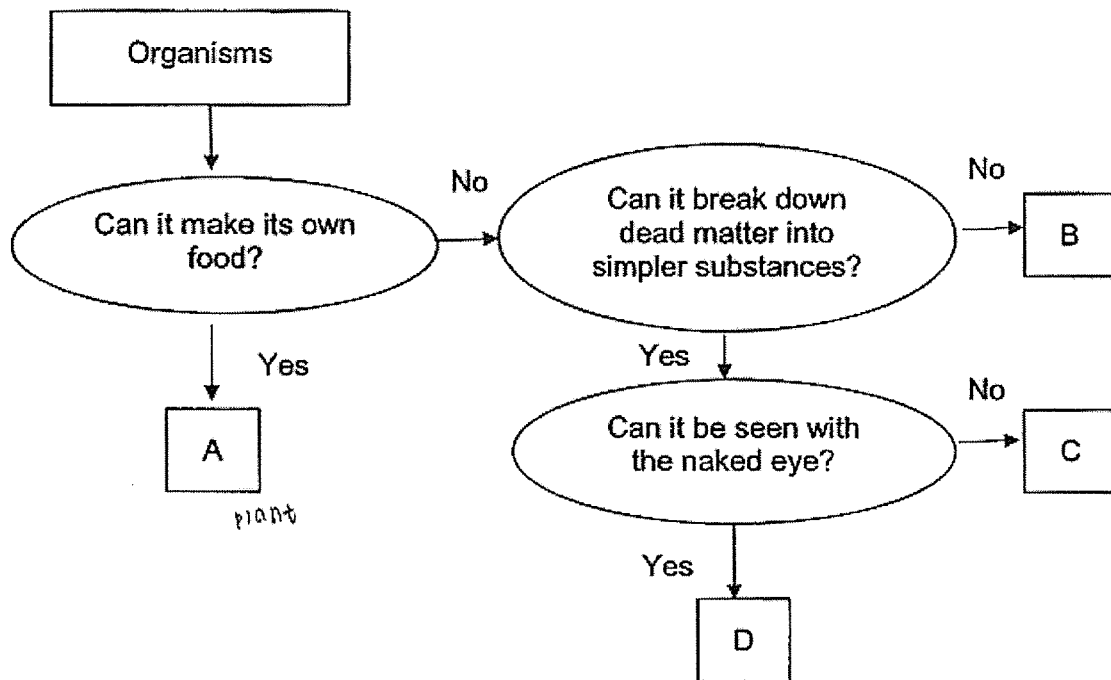 Organisms
Can it make its own
food?
No
Can it break down
dead matter into
simpler substances?
No
B
Yes
A
plant
Yes
Can it be seen with
the naked eye?
No
C
Yes
D